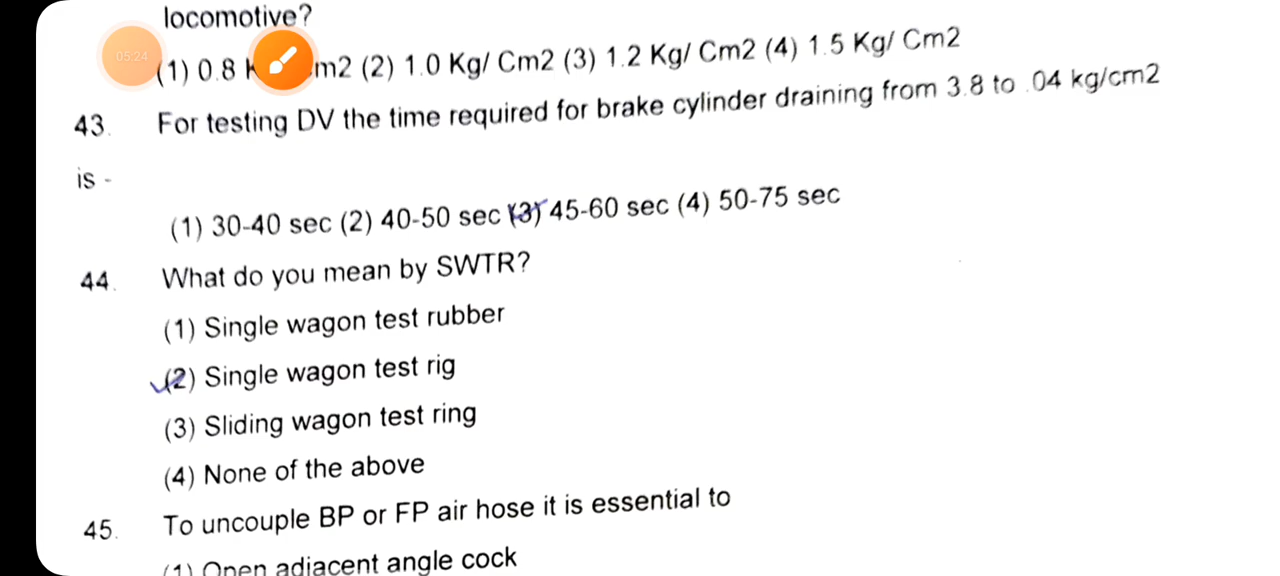 locomotive?
05:24
(1) 0.8 K m2 (2) 1.0 Kg/ Cm2 (3) 1.2 Kg/ Cm2 (4) 1.5 Kg/ Cm2
43. For testing DV the time required for brake cylinder draining from 3.8 to .04 kg/cm2
is -
(1) 30-40 sec (2) 40-50 sec (3) 45-60 sec (4) 50-75 sec
44. What do you mean by SWTR?
(1) Single wagon test rubber
(2) Single wagon test rig
(3) Sliding wagon test ring
(4) None of the above
45. To uncouple BP or FP air hose it is essential to
(1) Open adjacent angle cock